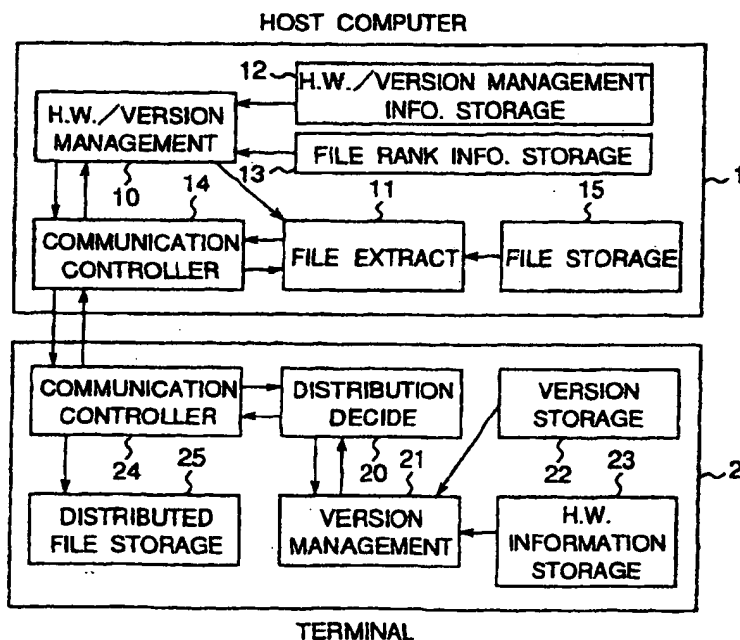 HOST COMPUTER
12
H.W./VERSION MANAGEMENT
INFO. STORAGE
H.W./VERSION
MANAGEMENT
FILE RANK INFO. STORAGE
13
10
14
11
15
1
COMMUNICATION
CONTROLLER
FILE EXTRACT
FILE STORAGE
COMMUNICATION
CONTROLLER
DISTRIBUTION
DECIDE
VERSION
STORAGE
24
25
20
21
22
23
2
DISTRIBUTED
FILE STORAGE
VERSION
MANAGEMENT
H.W.
INFORMATION
STORAGE
TERMINAL